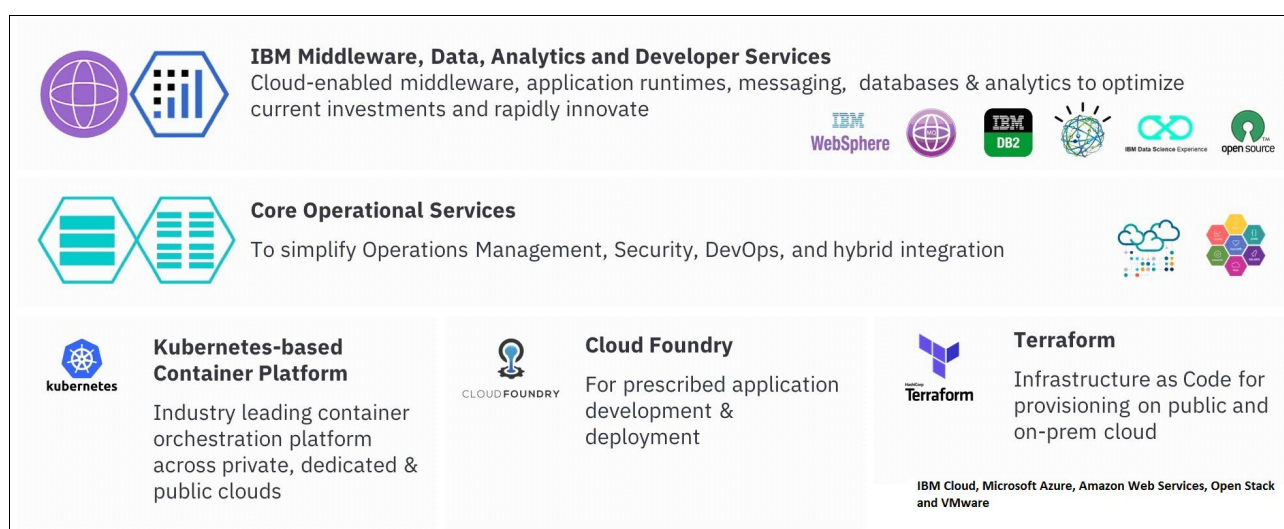 IBM Middleware, Data, Analytics and Developer Services
Cloud-enabled middleware, application runtimes, messaging, databases & analytics to optimize
current investments and rapidly innovate
IBM
WebSphere
MQ
IBM
DB2
IBM Data Science Experience
open source
TM
Core Operational Services
To simplify Operations Management, Security, DevOps, and hybrid integration
kubernetes
Kubernetes-based
Container Platform
Industry leading container
orchestration platform
across private, dedicated &
public clouds
CLOUDFOUNDRY
Cloud Foundry
For prescribed application
development &
deployment
HashiCorp
Terraform
Terraform
Infrastructure as Code for
provisioning on public and
on-prem cloud
IBM Cloud, Microsoft Azure, Amazon Web Services, Open Stack
and VMware